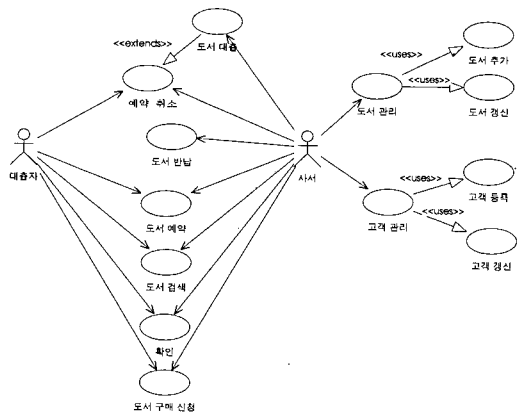 <<extends>>
도서 대출
<<uses>>
도서 추가
예약 취소
<<uses>>
도서 관리
도서 갱신
도서 반납
대출자
사서
<<uses>>
고객 등록
도서 예약
고객 관리
<<uses>>
고객 갱신
도서 검색
확인
도서 구매 신청